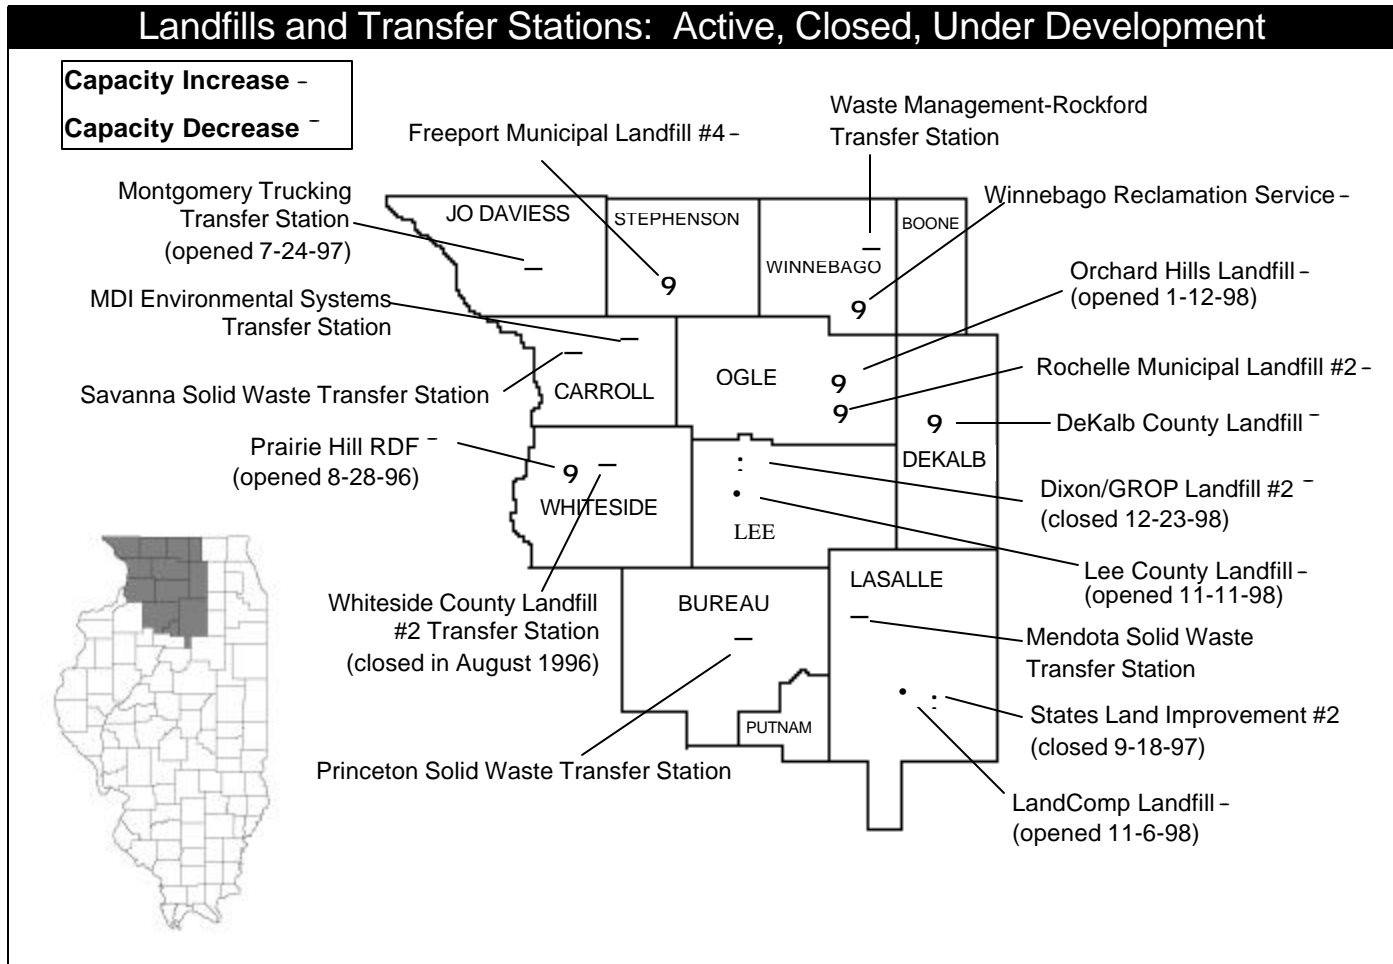 Landfills and Transfer Stations: Active, Closed, Under Development
Capacity Increase –
Capacity Decrease ¯
Freeport Municipal Landfill #4 –
Waste Management-Rockford
Transfer Station
Montgomery Trucking
Transfer Station
(opened 7-24-97)
Winnebago Reclamation Service –
JO DAVIESS
STEPHENSON
WINNEBAGO
BOONE
9
9
MDI Environmental Systems
Transfer Station
Orchard Hills Landfill –
(opened 1-12-98)
Savanna Solid Waste Transfer Station
CARROLL
OGLE
9
9
Rochelle Municipal Landfill #2 –
9
DeKalb County Landfill ¯
DEKALB
Prairie Hill RDF ¯
(opened 8-28-96)
9
WHITESIDE
LEE
Dixon/GROP Landfill #2 ¯
(closed 12-23-98)
Lee County Landfill –
(opened 11-11-98)
Whiteside County Landfill
#2 Transfer Station
(closed in August 1996)
BUREAU
LASALLE
Mendota Solid Waste
Transfer Station
PUTNAM
States Land Improvement #2
(closed 9-18-97)
Princeton Solid Waste Transfer Station
LandComp Landfill –
(opened 11-6-98)